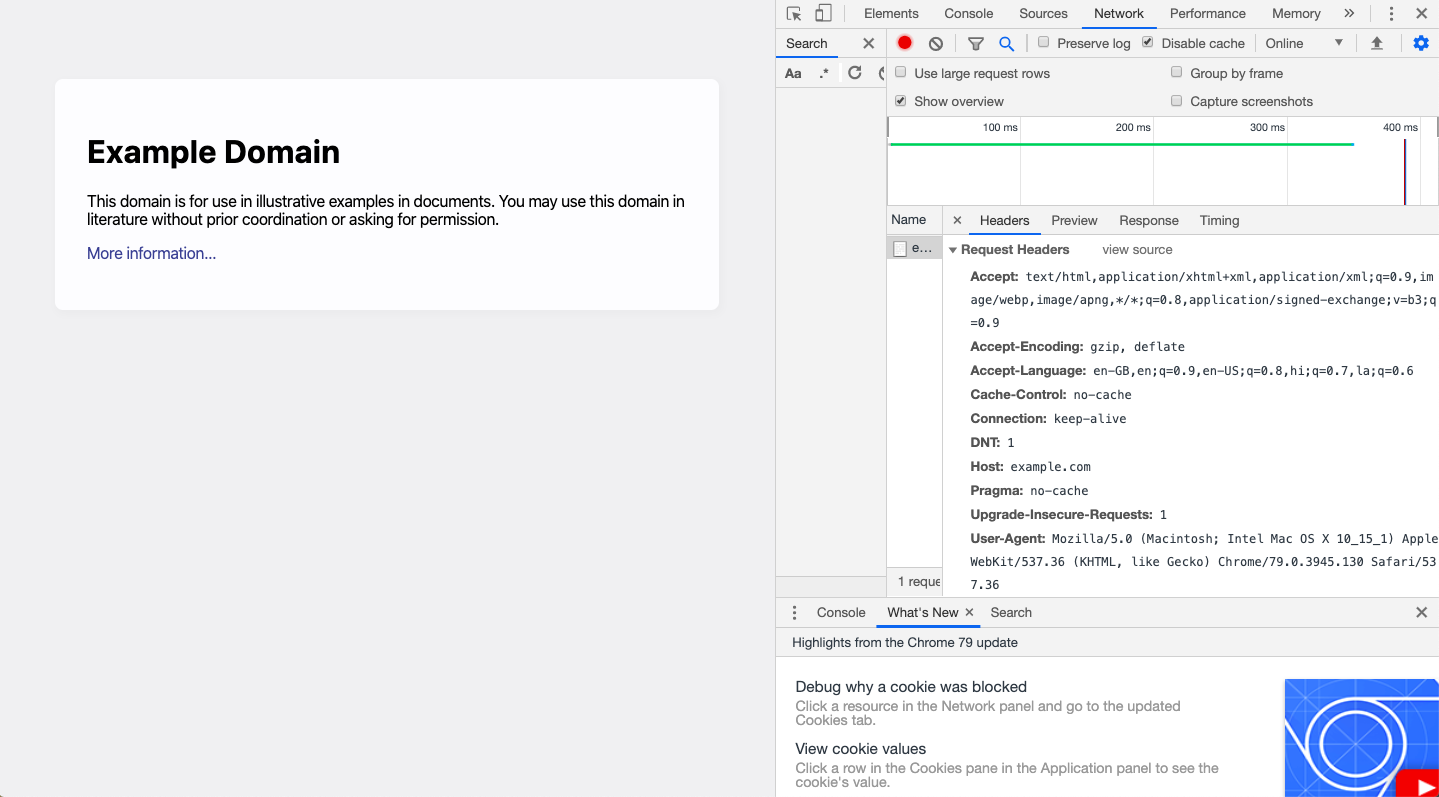 Example Domain
This domain is for use in illustrative examples in documents. You may use this domain in
literature without prior coordination or asking for permission.
More information...
Elements Console Sources Network Performance Memory
Search
Preserve log Disable cache Online
Aa .*
Use large request rows Group by frame
Show overview Capture screenshots
100 ms 200 ms 300 ms 400 ms
Name Headers Preview Response Timing
e...
Request Headers view source
Accept: text/html,application/xhtml+xml,application/xml;q=0.9,im
age/webp,image/apng,*/*;q=0.8,application/signed-exchange;v=b3;q
=0.9
Accept-Encoding: gzip, deflate
Accept-Language: en-GB,en;q=0.9,en-US;q=0.8,hi;q=0.7,la;q=0.6
Cache-Control: no-cache
Connection: keep-alive
DNT: 1
Host: example.com
Pragma: no-cache
Upgrade-Insecure-Requests: 1
User-Agent: Mozilla/5.0 (Macintosh; Intel Mac OS X 10_15_1) Apple
WebKit/537.36 (KHTML, like Gecko) Chrome/79.0.3945.130 Safari/53
7.36
1 reque
Console What's New Search
Highlights from the Chrome 79 update
Debug why a cookie was blocked
Click a resource in the Network panel and go to the updated
Cookies tab.
View cookie values
Click a row in the Cookies pane in the Application panel to see the
cookie's value.